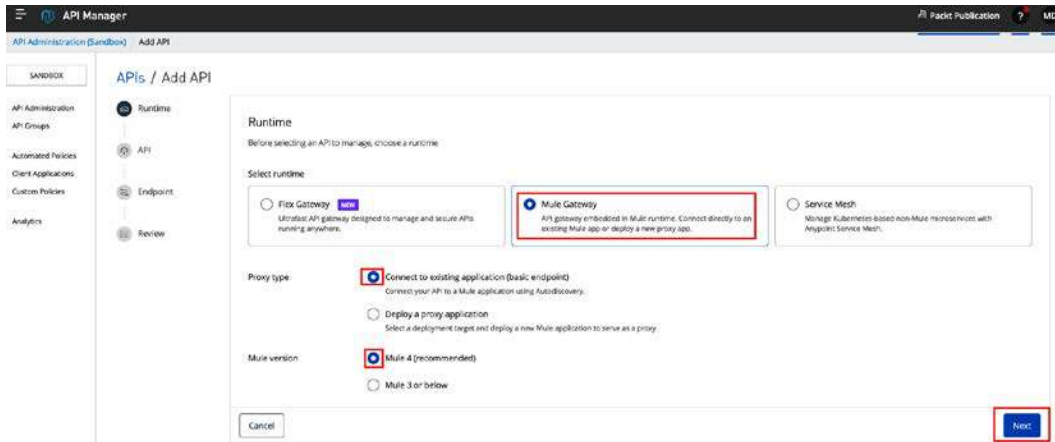 API Manager
Packt Publication
?
MD
API Administration (Sandbox)
Add API
SANDBOX
API Administration
API Groups
Automated Policies
Client Applications
Custom Policies
Analytics
APIs / Add API
Runtime
API
Endpoint
Review
Runtime
Before selecting an API to manage, choose a runtime
Select runtime
Flex Gateway NEW
Ultrafast API gateway designed to manage and secure APIs
running anywhere.
Mule Gateway
API gateway embedded in Mule runtime. Connect directly to an
existing Mule app or deploy a new proxy app.
Service Mesh
Manage Kubernetes-based non-Mule microservices with
Anypoint Service Mesh.
Proxy type
Connect to existing application (basic endpoint)
Connect your API to a Mule application using Autodiscovery.
Deploy a proxy application
Select a deployment target and deploy a new Mule application to serve as a proxy.
Mule version
Mule 4 (recommended)
Mule 3 or below
Cancel
Next